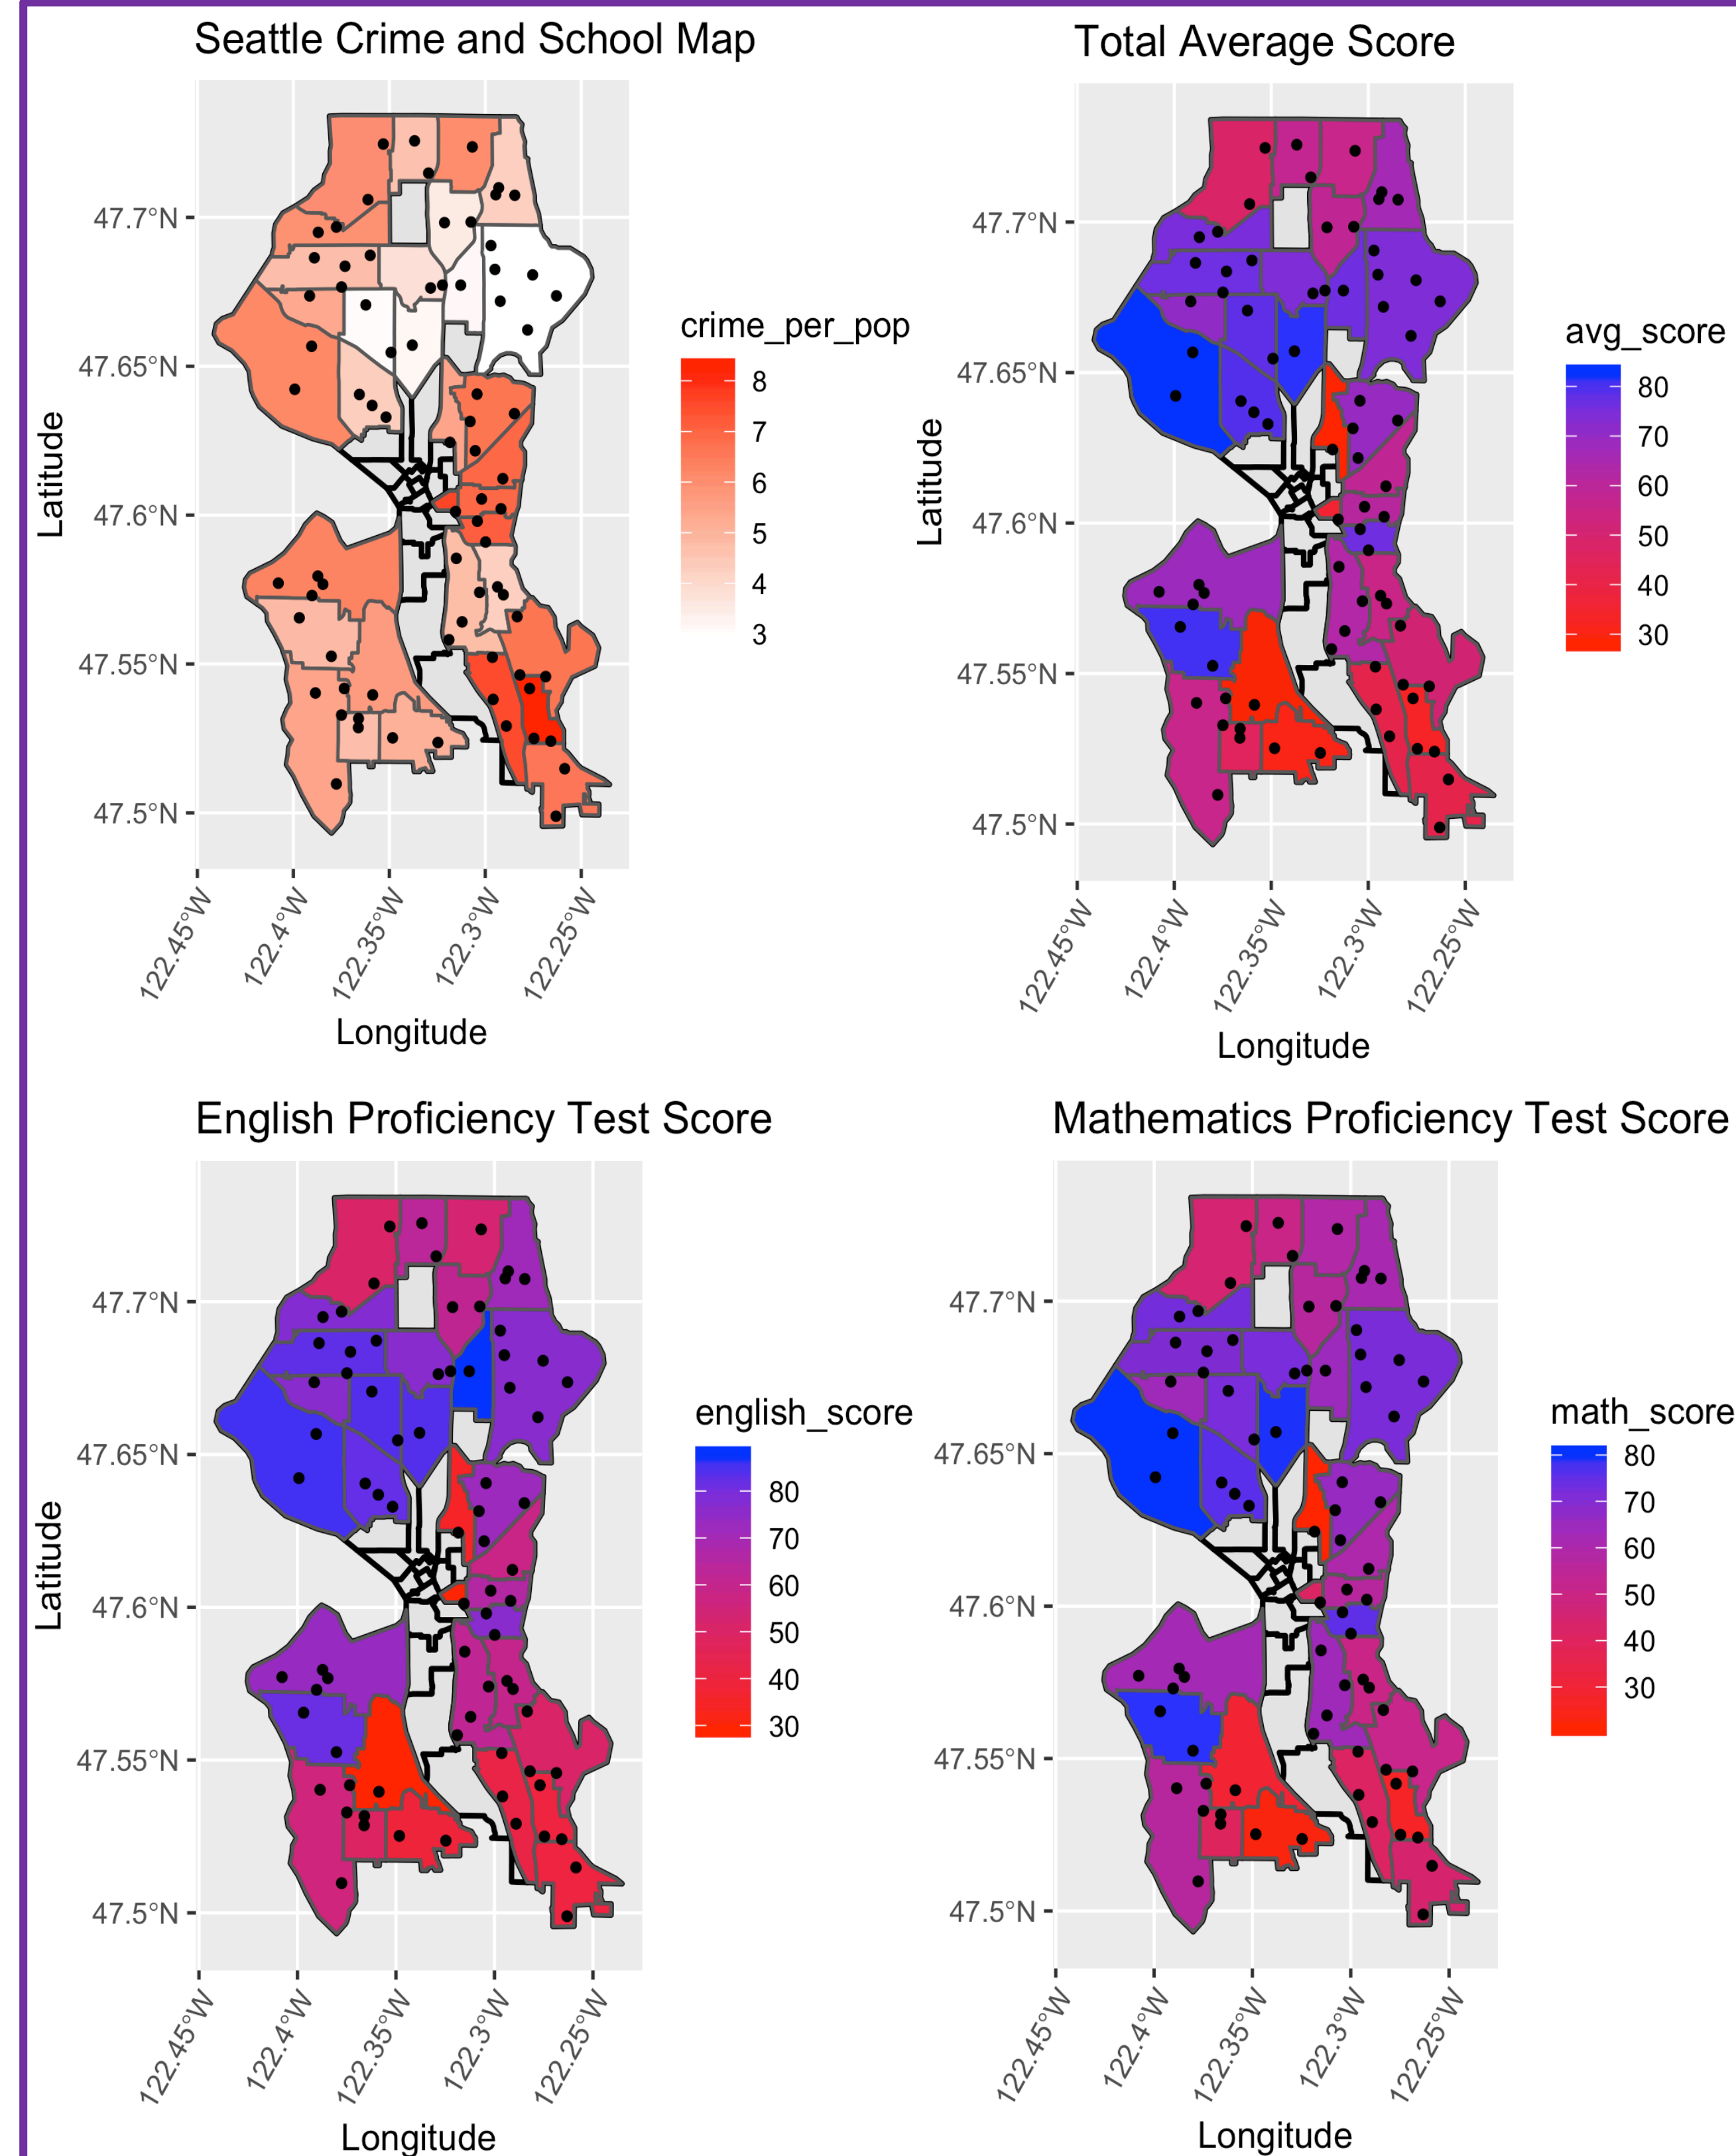 Seattle Crime and School Map
47.7°N
47.65°N
47.6°N
47.55°N
47.5°N
Latitude
122.45°W
122.4°W
122.35°W
122.3°W
122.25°W
Longitude
crime_per_pop
8
7
6
5
4
3
Total Average Score
47.7°N
47.65°N
47.6°N
47.55°N
47.5°N
Latitude
122.45°W
122.4°W
122.35°W
122.3°W
122.25°W
Longitude
avg_score
80
70
60
50
40
30
English Proficiency Test Score
47.7°N
47.65°N
47.6°N
47.55°N
47.5°N
Latitude
122.45°W
122.4°W
122.35°W
122.3°W
122.25°W
Longitude
english_score
80
70
60
50
40
30
Mathematics Proficiency Test Score
47.7°N
47.65°N
47.6°N
47.55°N
47.5°N
122.45°W
122.4°W
122.35°W
122.3°W
122.25°W
Longitude
math_score
80
70
60
50
40
30